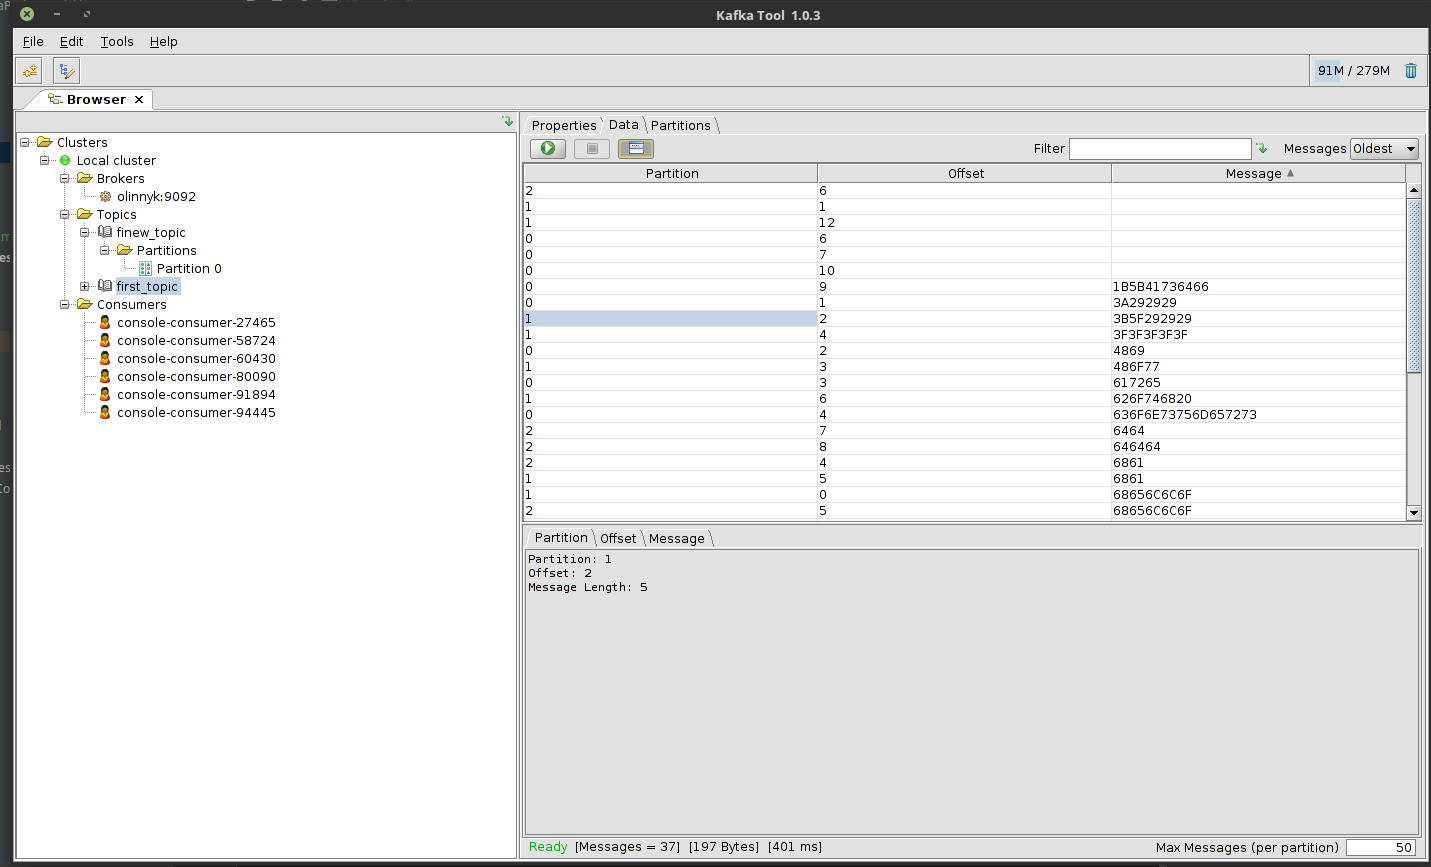 Kafka Tool 1.0.3
File Edit Tools Help
91M / 279M
Browser
Clusters
Local cluster
Brokers
olinnyk:9092
Topics
finew_topic
Partitions
Partition 0
first_topic
Consumers
console-consumer-27465
console-consumer-58724
console-consumer-60430
console-consumer-80090
console-consumer-91894
console-consumer-94445
Properties Data Partitions
Filter Messages Oldest
Partition Offset Message
2 6
1 1
1 12
0 6
0 7
0 10
0 9 1B5B41736466
0 1 3A292929
1 2 3B5F292929
1 4 3F3F3F3F3F
0 2 4869
1 3 486F77
0 3 617265
1 6 626F746820
0 4 636F6E73756D657273
2 7 6464
2 8 646464
2 4 6861
1 5 6861
1 0 68656C6C6F
2 5 68656C6C6F
Partition Offset Message
Partition: 1
Offset: 2
Message Length: 5
Ready [Messages = 37] [197 Bytes] [401 ms]
Max Messages (per partition) 50